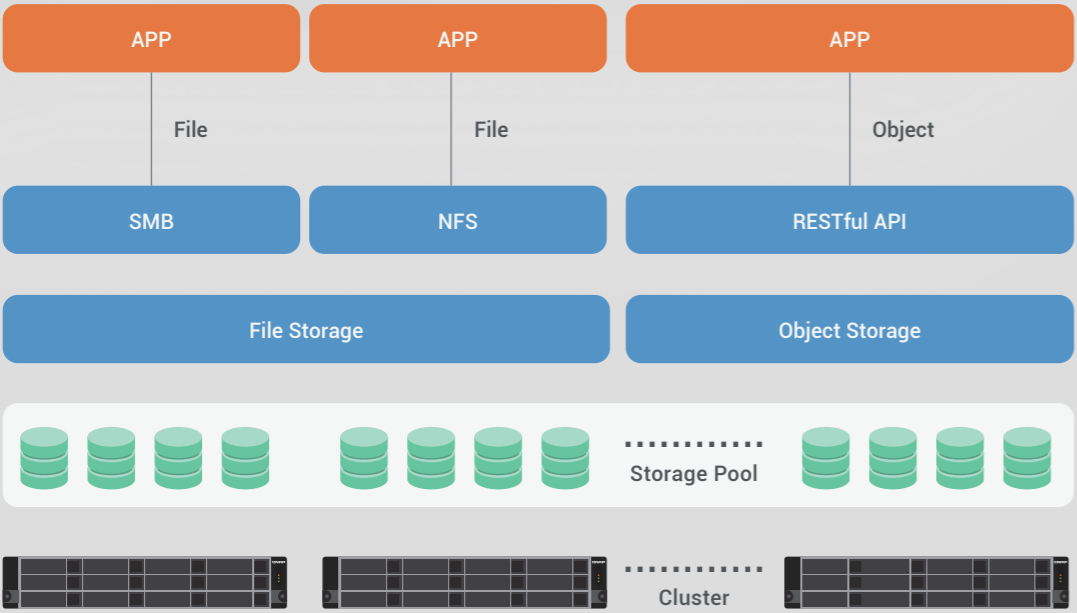 APP
APP
APP
File
File
Object
SMB
NFS
RESTful API
File Storage
Object Storage
Storage Pool
Cluster